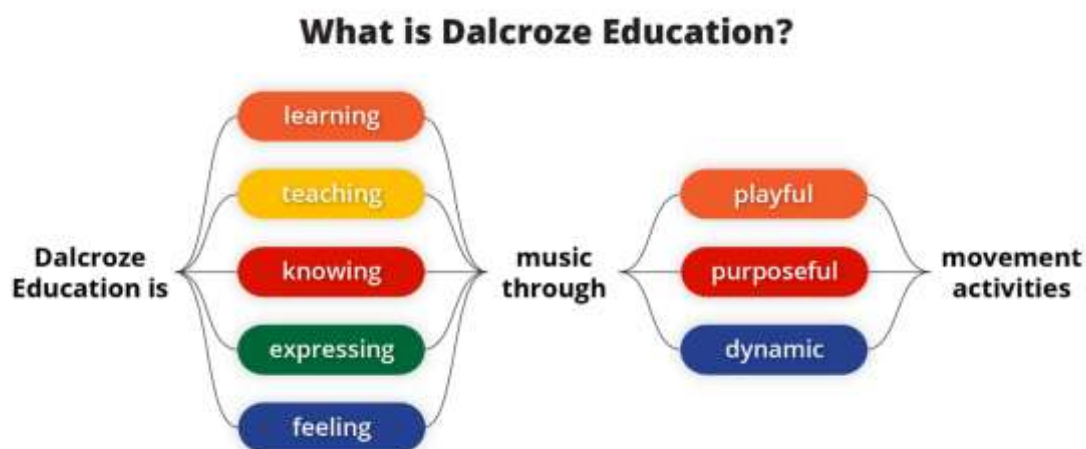 What is Dalcroze Education?
Dalcroze
Education is
learning
teaching
knowing
expressing
feeling
music
through
playful
purposeful
dynamic
movement
activities